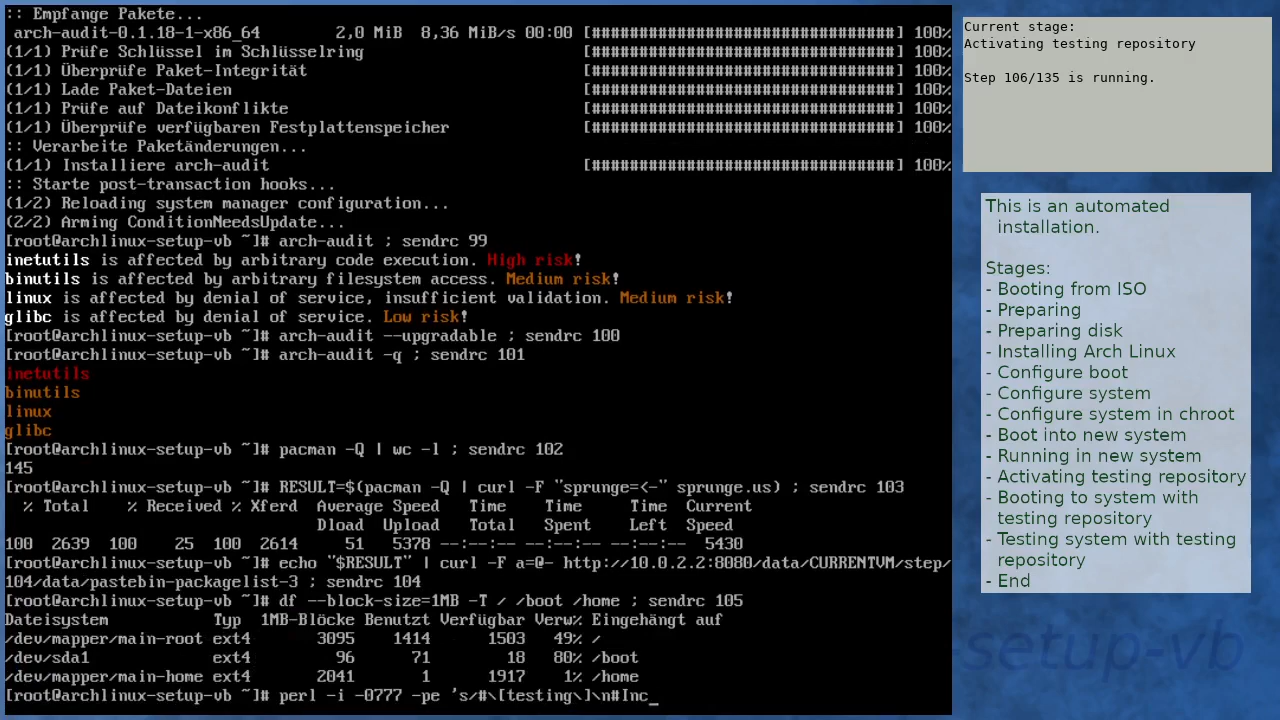 :: Empfange Pakete...
 arch-audit-0.1.18-1-x86_64        2,0 MiB  8,36 MiB/s 00:00 [################################] 100%
(1/1) Prüfe Schlüssel im Schlüsselring                       [################################] 100%
(1/1) Überprüfe Paket-Integrität                             [################################] 100%
(1/1) Lade Paket-Dateien                                     [################################] 100%
(1/1) Prüfe auf Dateikonflikte                               [################################] 100%
(1/1) Überprüfe verfügbaren Festplattenspeicher              [################################] 100%
:: Verarbeite Paketänderungen...
(1/1) Installiere arch-audit                                 [################################] 100%
:: Starte post-transaction hooks...
(1/2) Reloading system manager configuration...
(2/2) Arming ConditionNeedsUpdate...
[root@archlinux-setup-vb ~]# arch-audit ; sendrc 99
inetutils is affected by arbitrary code execution. High risk!
binutils is affected by arbitrary filesystem access. Medium risk!
linux is affected by denial of service, insufficient validation. Medium risk!
glibc is affected by denial of service. Low risk!
[root@archlinux-setup-vb ~]# arch-audit --upgradable ; sendrc 100
[root@archlinux-setup-vb ~]# arch-audit -q ; sendrc 101
inetutils
binutils
linux
glibc
[root@archlinux-setup-vb ~]# pacman -Q | wc -l ; sendrc 102
145
[root@archlinux-setup-vb ~]# RESULT=$(pacman -Q | curl -F "sprunge=<-" sprunge.us) ; sendrc 103
  % Total    % Received % Xferd  Average Speed   Time    Time     Time  Current
                                 Dload  Upload   Total   Spent    Left  Speed
100  2639  100    25  100  2614     51   5378 --:--:-- --:--:-- --:--:--  5430
[root@archlinux-setup-vb ~]# echo "$RESULT" | curl -F a=@- http://10.0.2.2:8080/data/CURRENTVM/step/
104/data/pastebin-packagelist-3 ; sendrc 104
[root@archlinux-setup-vb ~]# df --block-size=1MB -T / /boot /home ; sendrc 105
Dateisystem           Typ  1MB-Blöcke Benutzt Verfügbar Verw% Eingehängt auf
/dev/mapper/main-root ext4       3095    1414      1503   49% /
/dev/sda1             ext4         96      71        18   80% /boot
/dev/mapper/main-home ext4       2041       1      1917    1% /home
[root@archlinux-setup-vb ~]# perl -i -0777 -pe 's/#\[testing\]\n#Inc_
Current stage:
Activating testing repository
Step 106/135 is running.
This is an automated
installation.
Stages:
- Booting from ISO
- Preparing
- Preparing disk
- Installing Arch Linux
- Configure boot
- Configure system
- Configure system in chroot
- Boot into new system
- Running in new system
- Activating testing repository
- Booting to system with
testing repository
- Testing system with testing
repository
- End
-setup-vb